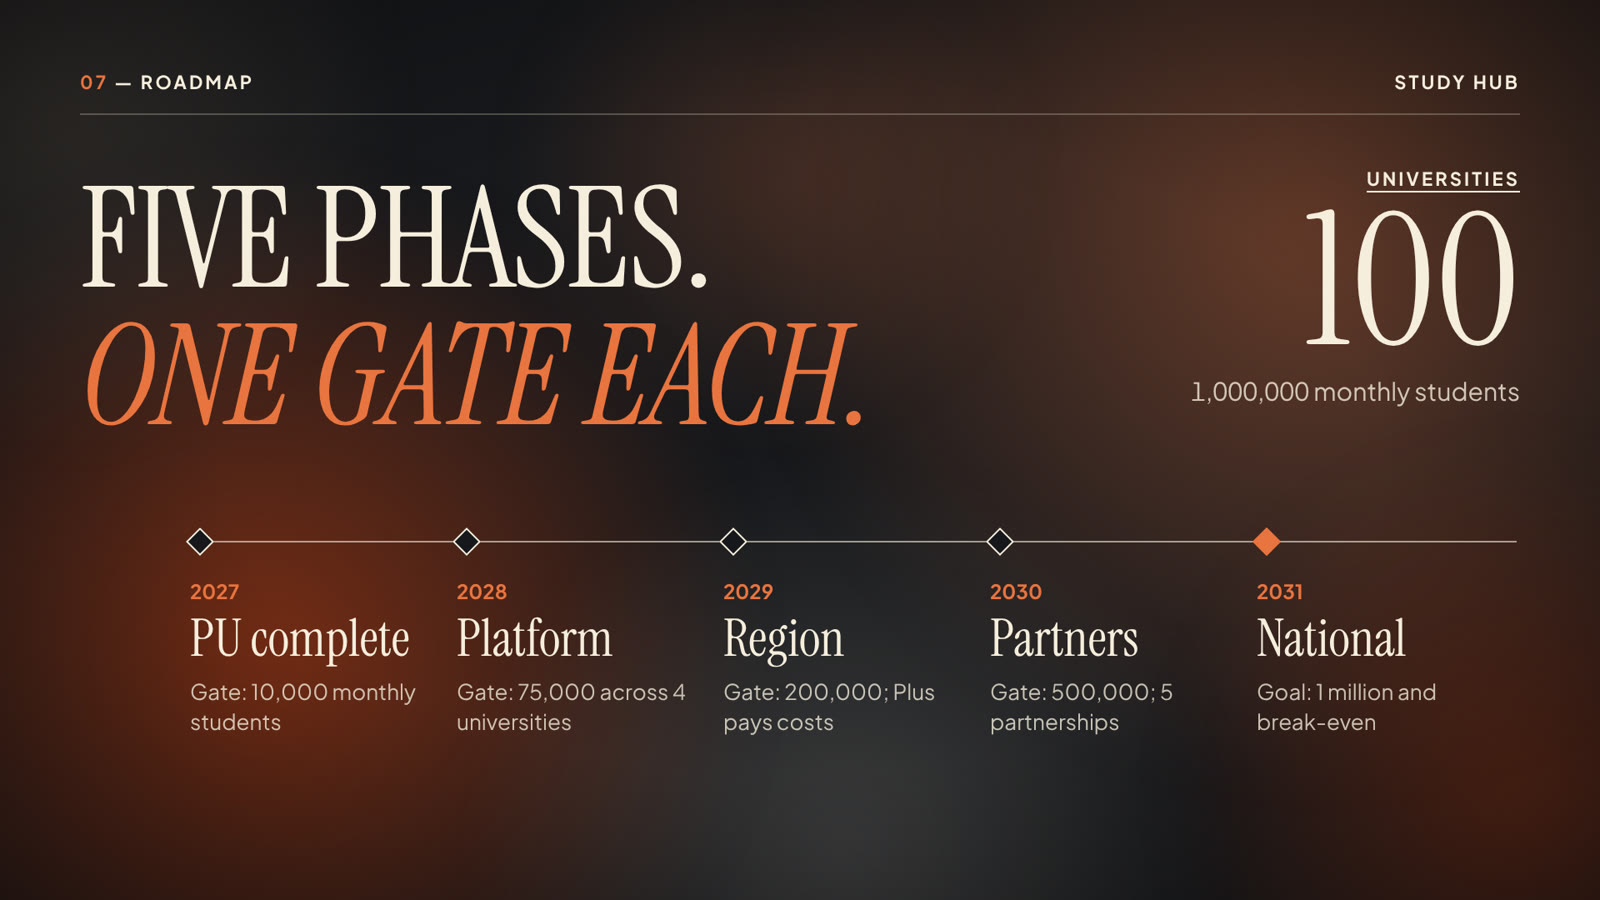 07 — ROADMAP
STUDY HUB
FIVE PHASES.
ONE GATE EACH.
UNIVERSITIES
100
1,000,000 monthly students
2027
PU complete
Gate: 10,000 monthly
students
2028
Platform
Gate: 75,000 across 4
universities
2029
Region
Gate: 200,000; Plus
pays costs
2030
Partners
Gate: 500,000; 5
partnerships
2031
National
Goal: 1 million and
break-even